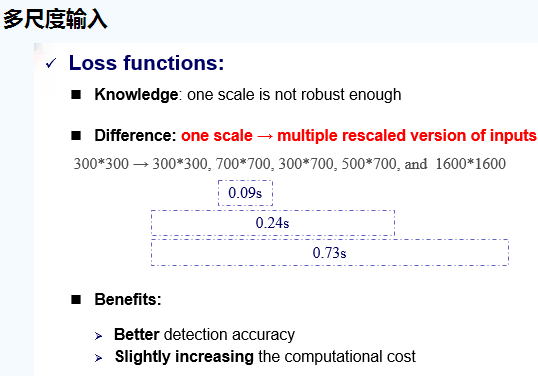 多尺度输入
✓ Loss functions:
■ Knowledge: one scale is not robust enough
■ Difference: one scale → multiple rescaled version of inputs
300*300 → 300*300, 700*700, 300*700, 500*700, and 1600*1600
0.09s
0.24s
0.73s
■ Benefits:
➢ Better detection accuracy
➢ Slightly increasing the computational cost